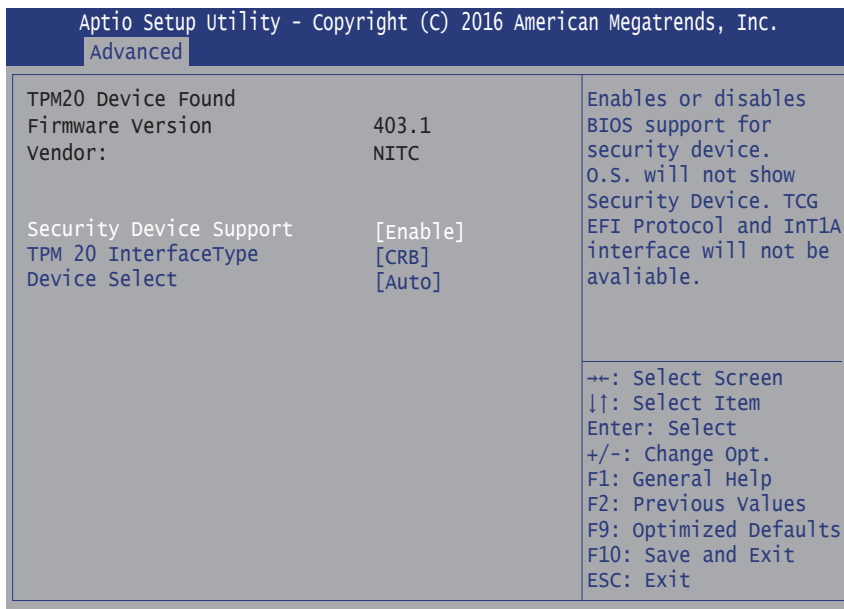 Aptio Setup Utility - Copyright (C) 2016 American Megatrends, Inc.
Advanced
TPM20 Device Found
Firmware Version 403.1
Vendor: NITC
Security Device Support [Enable]
TPM 20 InterfaceType [CRB]
Device Select [Auto]
Enables or disables
BIOS support for
security device.
O.S. will not show
Security Device. TCG
EFI Protocol and InT1A
interface will not be
avaliable.
→←: Select Screen
↓↑: Select Item
Enter: Select
+/-: Change Opt.
F1: General Help
F2: Previous Values
F9: Optimized Defaults
F10: Save and Exit
ESC: Exit